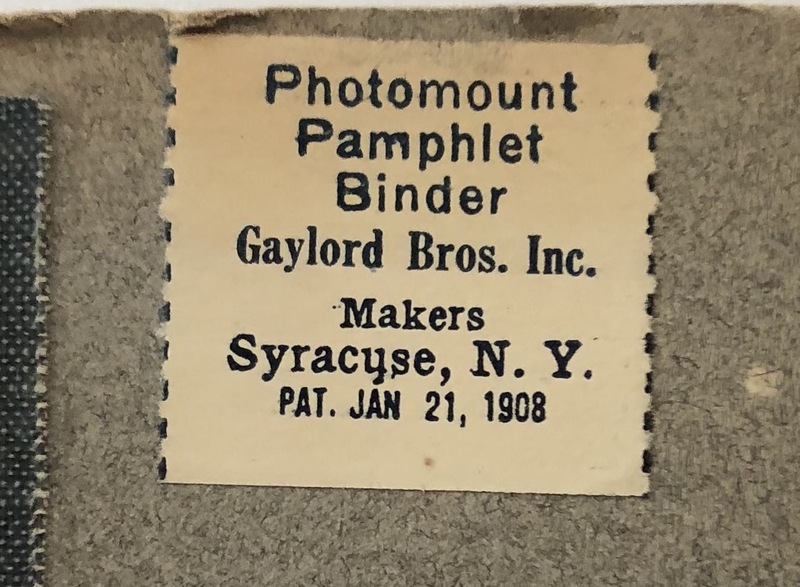 Photomount
Pamphlet
Binder
Gaylord Bros. Inc.
Makers
Syracuse, N. Y.
PAT. JAN 21, 1908